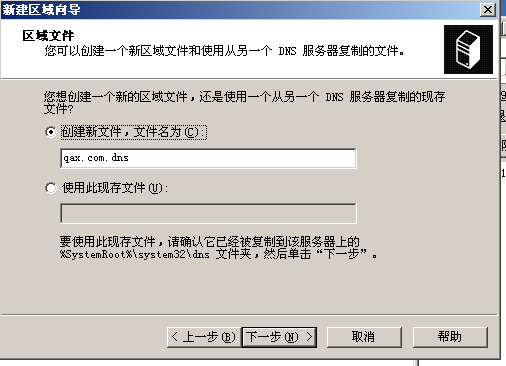 新建区域向导
区域文件
您可以创建一个新区域文件和使用从另一个 DNS 服务器复制的文件。
您想创建一个新的区域文件，还是使用一个从另一个 DNS 服务器复制的现存
文件?
创建新文件，文件名为(C):
qax.com.dns
使用此现存文件(U):
要使用此现存文件，请确认它已经被复制到该服务器上的
%SystemRoot%\system32\dns 文件夹，然后单击“下一步”。
< 上一步(B) 下一步(N) > 取消 帮助